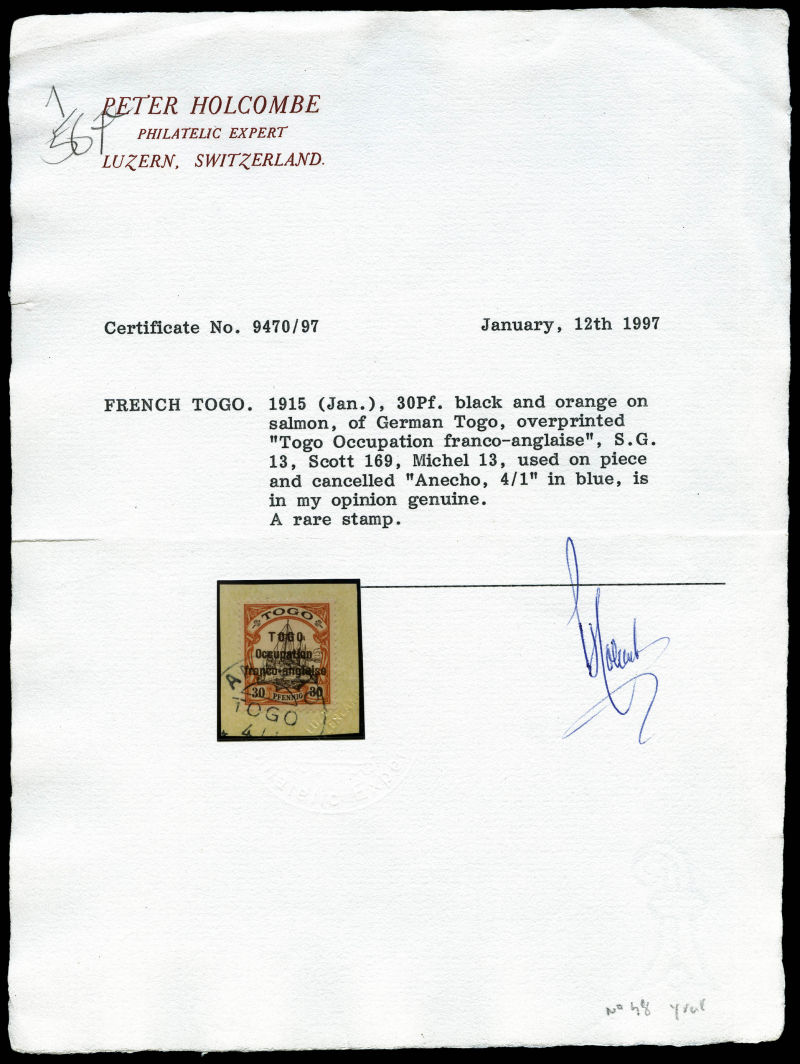 PETER HOLCOMBE
PHILATELIC EXPERT
LUZERN, SWITZERLAND.
Certificate No. 9470/97 January, 12th 1997
FRENCH TOGO. 1915 (Jan.), 30Pf. black and orange on
salmon, of German Togo, overprinted
"Togo Occupation franco-anglaise", S.G.
13, Scott 169, Michel 13, used on piece
and cancelled "Anecho, 4/1" in blue, is
in my opinion genuine.
A rare stamp.
TOGO
TOGO
Occupation
franco-anglaise
30 PFENNIG 30
TOGO
4/1